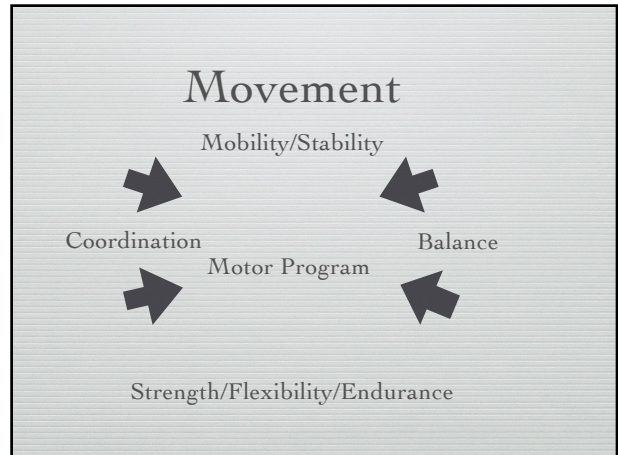 Movement
Mobility/Stability
Coordination
Balance
Motor Program
Strength/Flexibility/Endurance